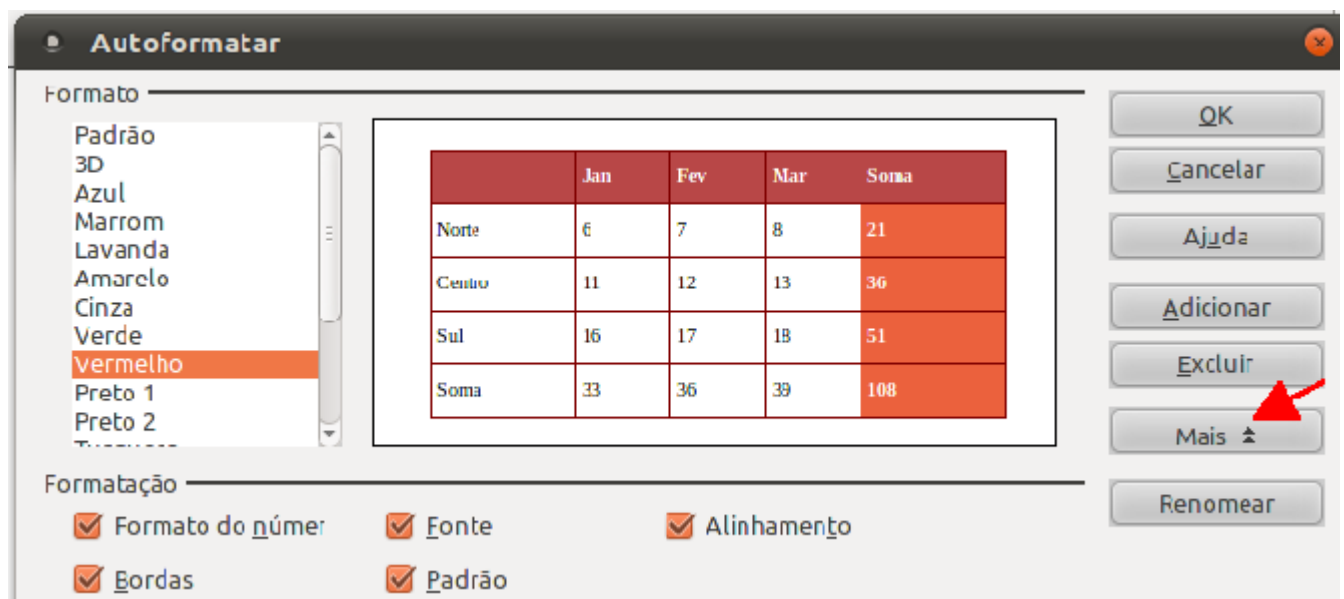 Autoformatar
Formato
Padrão
3D
Azul
Marrom
Lavanda
Amarelo
Cinza
Verde
Vermelho
Preto 1
Preto 2
Jan Fev Mar Soma
Norte 6 7 8 21
Centro 11 12 13 36
Sul 16 17 18 51
Soma 33 36 39 108
OK
Cancelar
Ajuda
Adicionar
Excluir
Mais
Renomear
Formatação
Formato do númer Fonte Alinhamento
Bordas Padrão